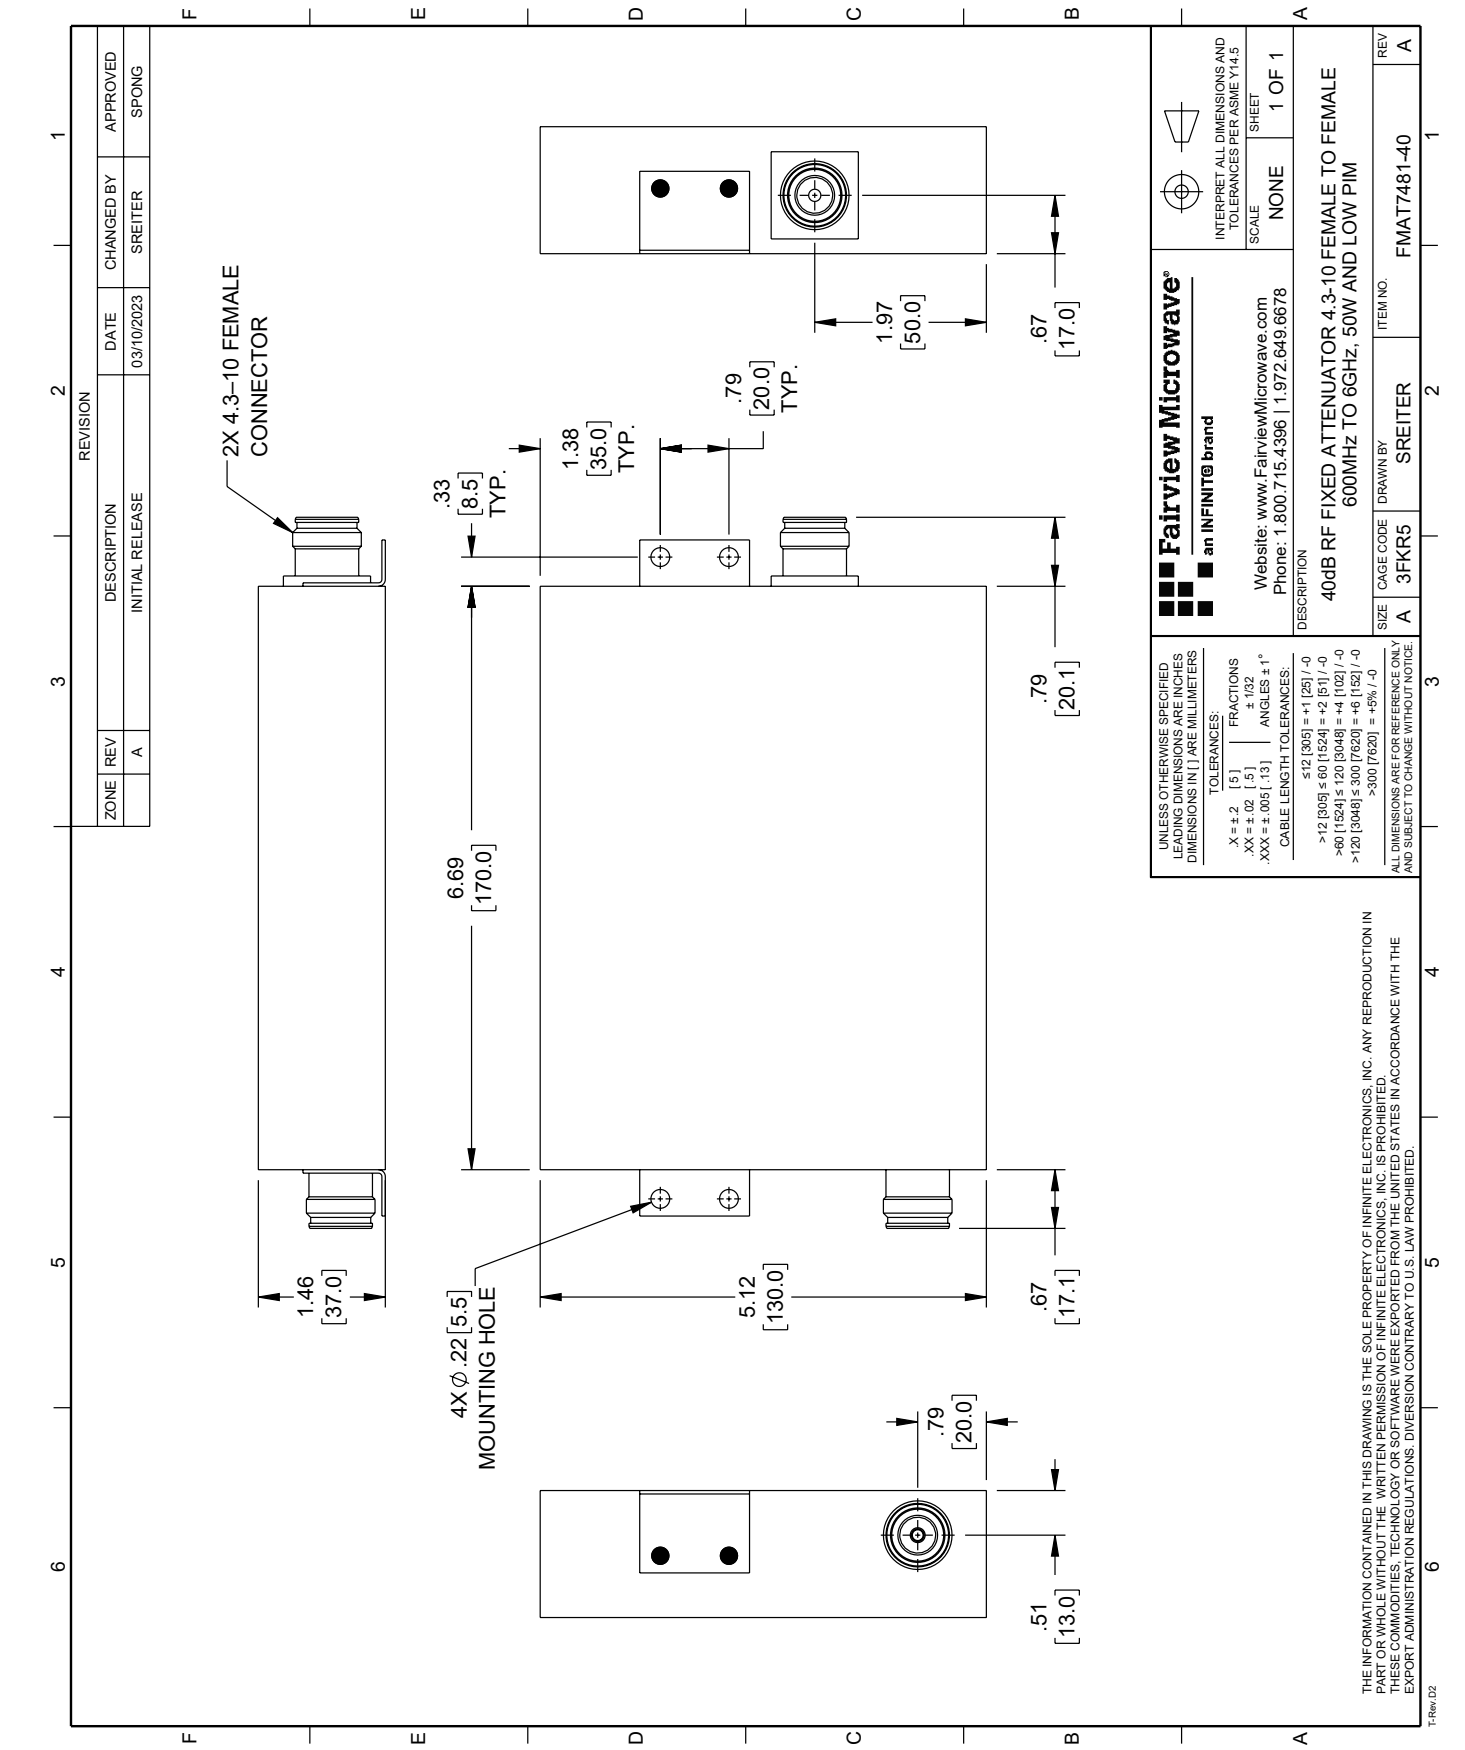 REVISION
ZONE REV DESCRIPTION DATE CHANGED BY APPROVED
A INITIAL RELEASE 03/10/2023 SREITER SPONG
6 5 4 3 2 1
F
E
D
C
B
A
2X 4.3–10 FEMALE
CONNECTOR
1.46
[37.0]
4X ⌀ .22 [5.5]
MOUNTING HOLE
6.69
[170.0]
.33
[8.5]
TYP.
1.38
[35.0]
TYP.
.79
[20.0]
TYP.
5.12
[130.0]
1.97
[50.0]
.79
[20.0]
.51
[13.0]
.67
[17.1]
.79
[20.1]
.67
[17.0]
UNLESS OTHERWISE SPECIFIED
LEADING DIMENSIONS ARE INCHES
DIMENSIONS IN [ ] ARE MILLIMETERS
TOLERANCES:
.X = ± .2 [5] FRACTIONS
.XX = ± .02 [.5] ± 1/32
.XXX = ± .005 [.13] ANGLES ± 1°
CABLE LENGTH TOLERANCES:
≤12 [305] = +1 [25] / -0
>12 [305] ≤ 60 [1524] = +2 [51] / -0
>60 [1524] ≤ 120 [3048] = +4 [102] / -0
>120 [3048] ≤ 300 [7620] = +6 [152] / -0
>300 [7620] = +5% / -0
ALL DIMENSIONS ARE FOR REFERENCE ONLY
AND SUBJECT TO CHANGE WITHOUT NOTICE.
Fairview Microwave®
an INFINIT® brand
Website: www.FairviewMicrowave.com
Phone: 1.800.715.4396 | 1.972.649.6678
INTERPRET ALL DIMENSIONS AND
TOLERANCES PER ASME Y14.5
SCALE SHEET
NONE 1 OF 1
DESCRIPTION
40dB RF FIXED ATTENUATOR 4.3-10 FEMALE TO FEMALE
600MHz TO 6GHz, 50W AND LOW PIM
SIZE CAGE CODE DRAWN BY ITEM NO. REV
A 3FKR5 SREITER FMAT7481-40 A
THE INFORMATION CONTAINED IN THIS DRAWING IS THE SOLE PROPERTY OF INFINITE ELECTRONICS, INC. ANY REPRODUCTION IN
PART OR WHOLE WITHOUT THE WRITTEN PERMISSION OF INFINITE ELECTRONICS, INC. IS PROHIBITED.
THESE COMMODITIES, TECHNOLOGY OR SOFTWARE WERE EXPORTED FROM THE UNITED STATES IN ACCORDANCE WITH THE
EXPORT ADMINISTRATION REGULATIONS. DIVERSION CONTRARY TO U.S. LAW PROHIBITED.
F
E
D
C
B
A
6 5 4 3 2 1
T-Rev.D2